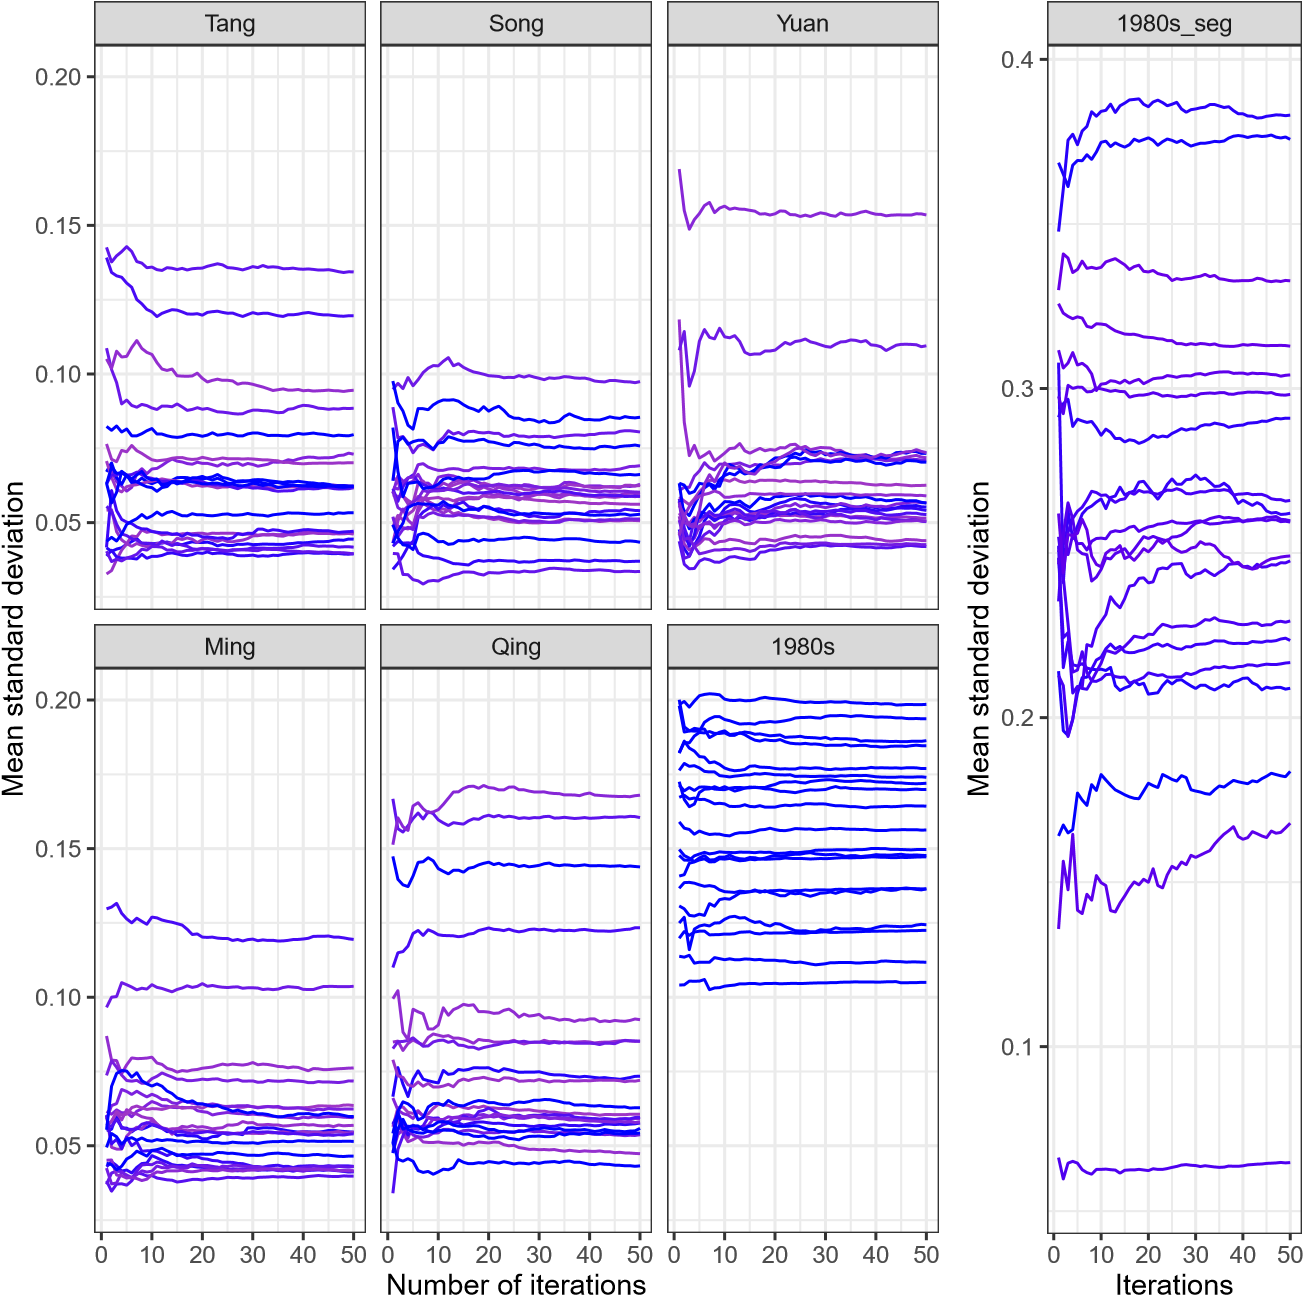 Tang Song Yuan 1980s_seg
0.20
0.15
0.10
0.05
Mean standard deviation
Ming Qing 1980s
0.20
0.15
0.10
0.05
0 10 20 30 40 50 0 10 20 30 40 50 0 10 20 30 40 50
Number of iterations
0.4
0.3
0.2
0.1
Mean standard deviation
0 10 20 30 40 50
Iterations